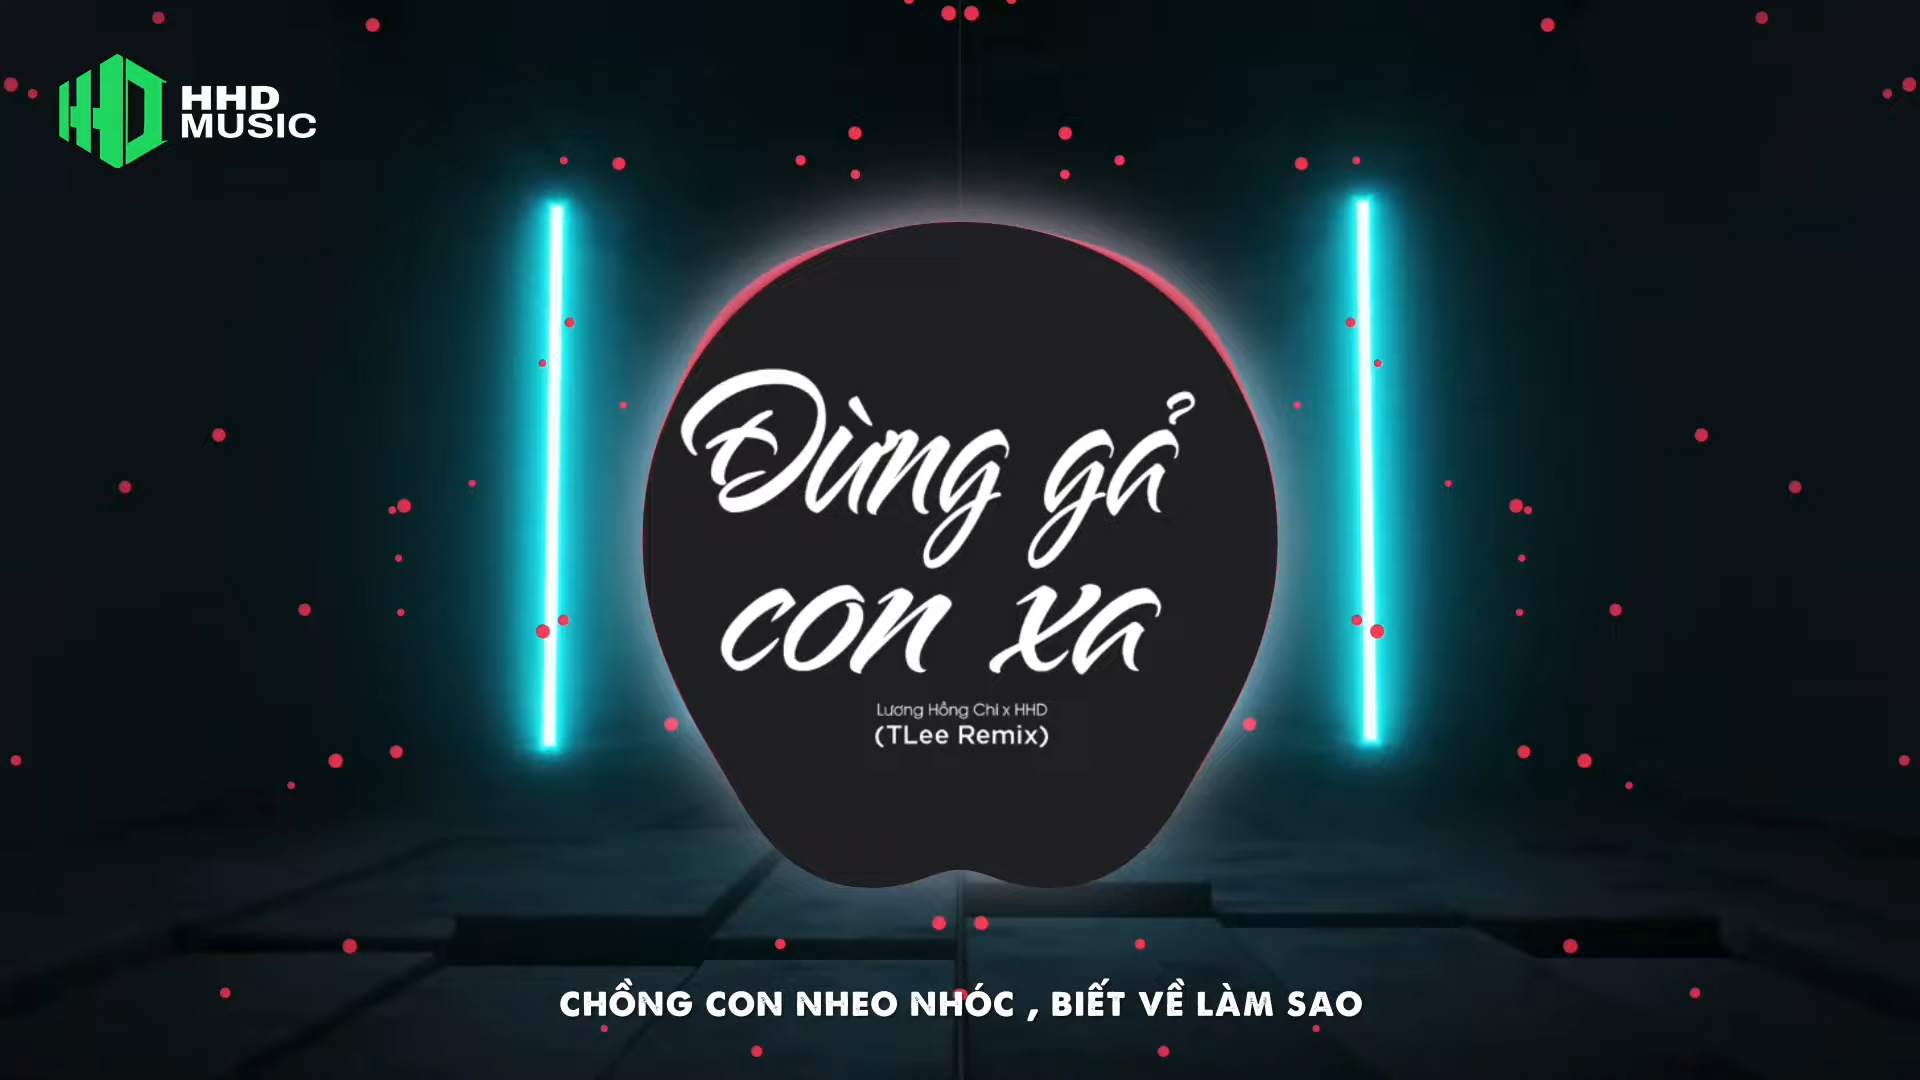 HHD
MUSIC
Đừng gả
con xa
Lương Hồng Chi x HHD
(TLee Remix)
CHỒNG CON NHEO NHÓC , BIẾT VỀ LÀM SAO